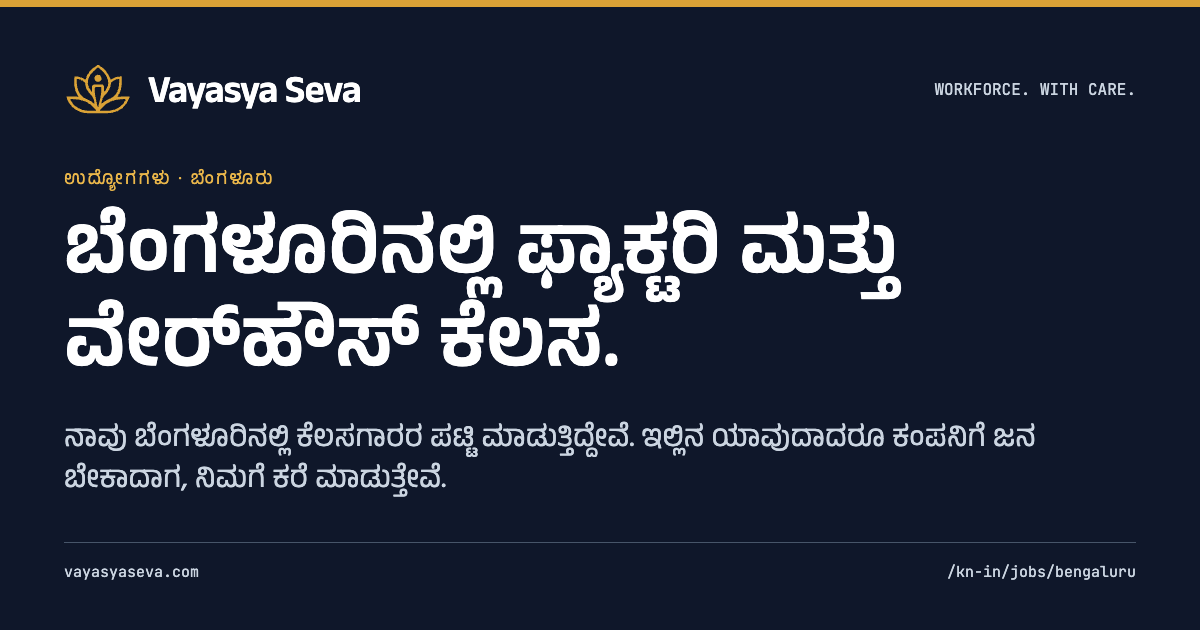 Vayasya Seva
WORKFORCE. WITH CARE.
ಉದ್ಯೋಗಗಳು · ಬೆಂಗಳೂರು
ಬೆಂಗಳೂರಿನಲ್ಲಿ ಫ್ಯಾಕ್ಟರಿ ಮತ್ತು
ವೇರ್‌ಹೌಸ್ ಕೆಲಸ.
ನಾವು ಬೆಂಗಳೂರಿನಲ್ಲಿ ಕೆಲಸಗಾರರ ಪಟ್ಟಿ ಮಾಡುತ್ತಿದ್ದೇವೆ. ಇಲ್ಲಿನ ಯಾವುದಾದರೂ ಕಂಪನಿಗೆ ಜನ
ಬೇಕಾದಾಗ, ನಿಮಗೆ ಕರೆ ಮಾಡುತ್ತೇವೆ.
vayasyaseva.com
/kn-in/jobs/bengaluru